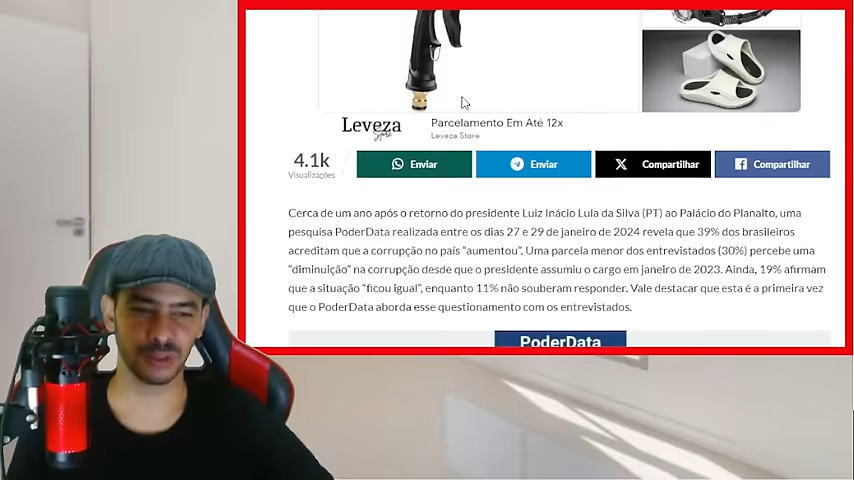 Leveza
Store
Parcelamento Em Até 12x
Leveza Store
4.1k
Visualizações
Enviar
Enviar
Compartilhar
Compartilhar
Cerca de um ano após o retorno do presidente Luiz Inácio Lula da Silva (PT) ao Palácio do Planalto, uma
pesquisa PoderData realizada entre os dias 27 e 29 de janeiro de 2024 revela que 39% dos brasileiros
acreditam que a corrupção no país “aumentou”. Uma parcela menor dos entrevistados (30%) percebe uma
“diminuição” na corrupção desde que o presidente assumiu o cargo em janeiro de 2023. Ainda, 19% afirmam
que a situação “ficou igual”, enquanto 11% não souberam responder. Vale destacar que esta é a primeira vez
que o PoderData aborda esse questionamento com os entrevistados.
PoderData